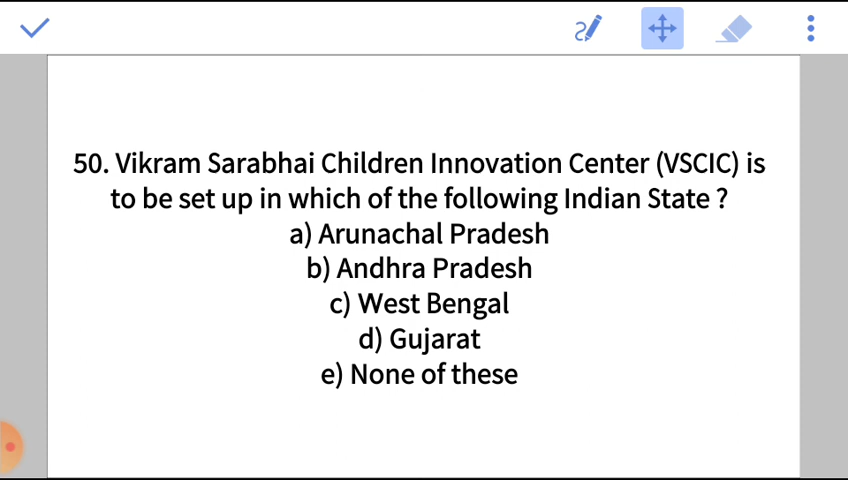 50. Vikram Sarabhai Children Innovation Center (VSCIC) is
to be set up in which of the following Indian State ?
a) Arunachal Pradesh
b) Andhra Pradesh
c) West Bengal
d) Gujarat
e) None of these